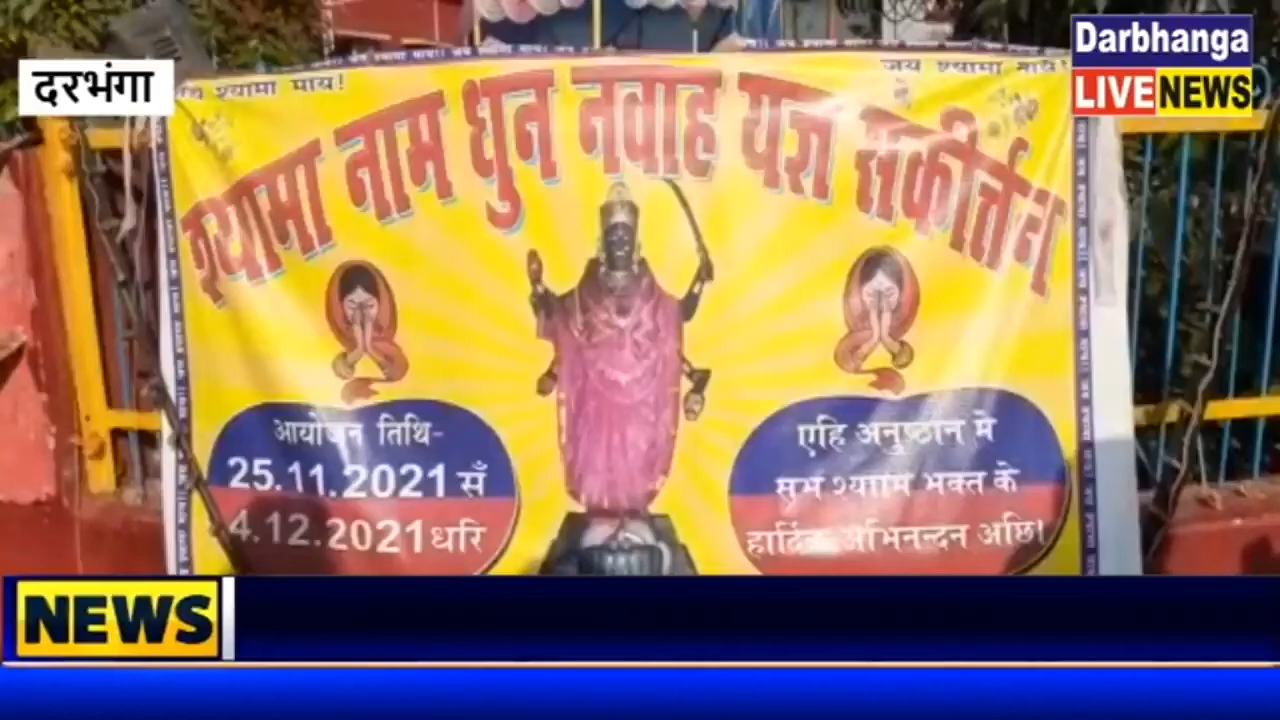 दरभंगा
Darbhanga
LIVE NEWS
श्यामा माय!
जय श्यामा माय!
श्यामा नाम धुन नवाह यज्ञ संकीर्त्तन
आयोजन तिथि-
25.11.2021 सँ
4.12.2021 धरि
एहि अनुष्ठान मे
भक्त के
हार्दिक अभिनन्दन अछि।
NEWS